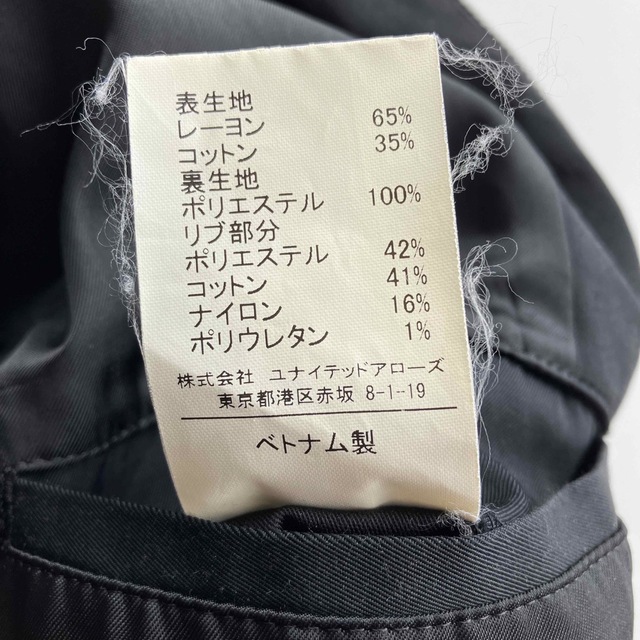 表生地
レーヨン 65%
コットン 35%
裏生地
ポリエステル 100%
リブ部分
ポリエステル 42%
コットン 41%
ナイロン 16%
ポリウレタン 1%
株式会社 ユナイテッドアローズ
東京都港区赤坂 8-1-19
ベトナム製